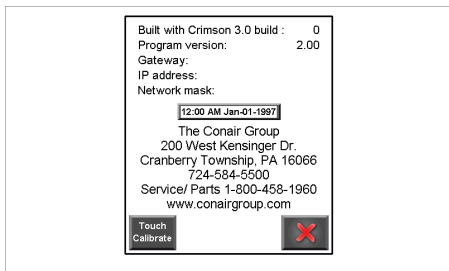 Built with Crimson 3.0 build : 0
Program version: 2.00
Gateway:
IP address:
Network mask:
12:00 AM Jan-01-1997
The Conair Group
200 West Kensinger Dr.
Cranberry Township, PA 16066
724-584-5500
Service/ Parts 1-800-458-1960
www.conairgroup.com
Touch
Calibrate